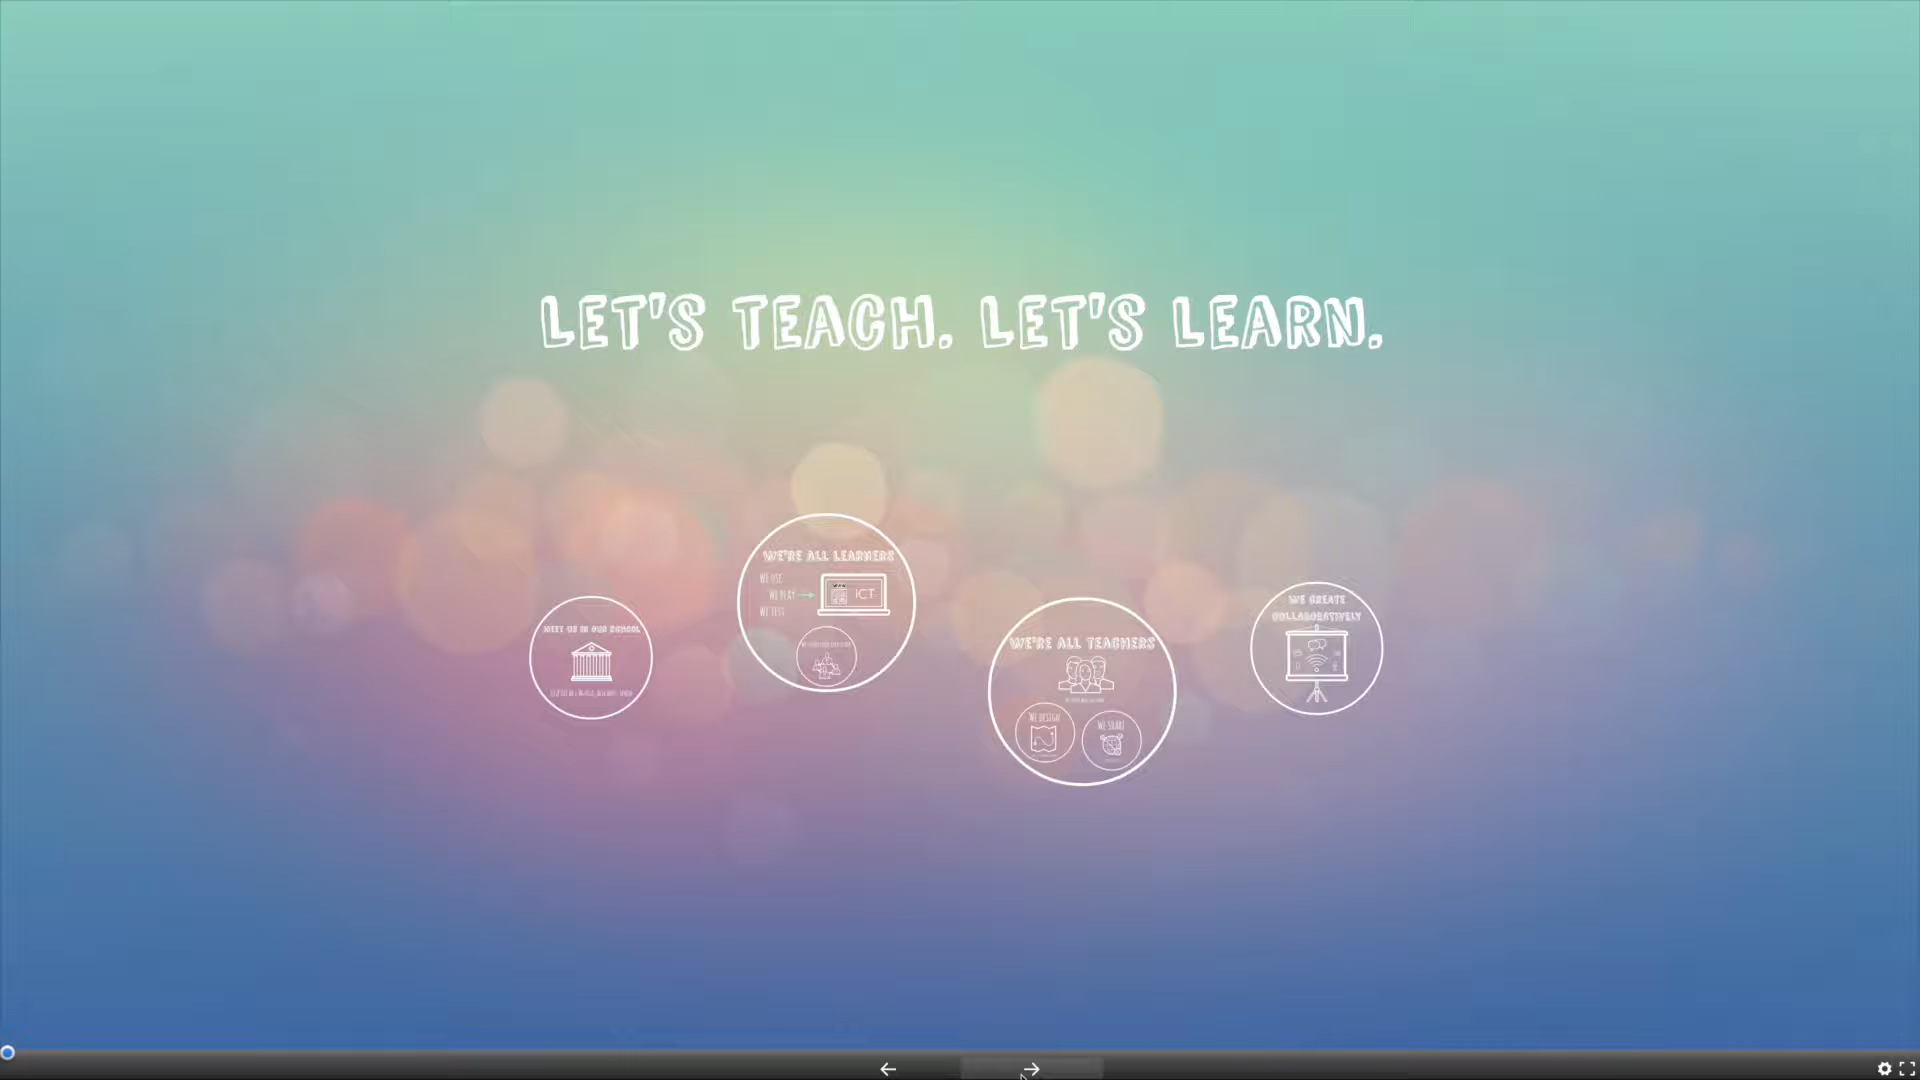 LET'S TEACH. LET'S LEARN.
MEET US IN OUR SCHOOL
WE'RE ALL LEARNERS
WE USE
WE PLAY
WE TEST
ICT
WE'RE ALL TEACHERS
WE DESIGN
WE SHARE
WE CREATE
COLLABORATIVELY